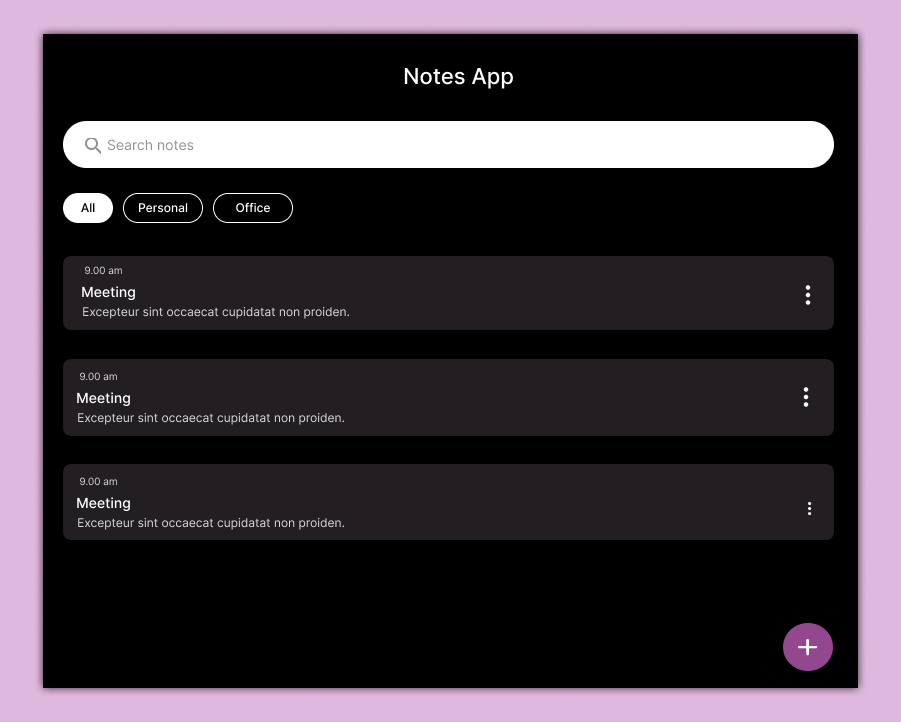 Notes App
Search notes
All Personal Office
9.00 am
Meeting
Excepteur sint occaecat cupidatat non proiden.
9.00 am
Meeting
Excepteur sint occaecat cupidatat non proiden.
9.00 am
Meeting
Excepteur sint occaecat cupidatat non proiden.